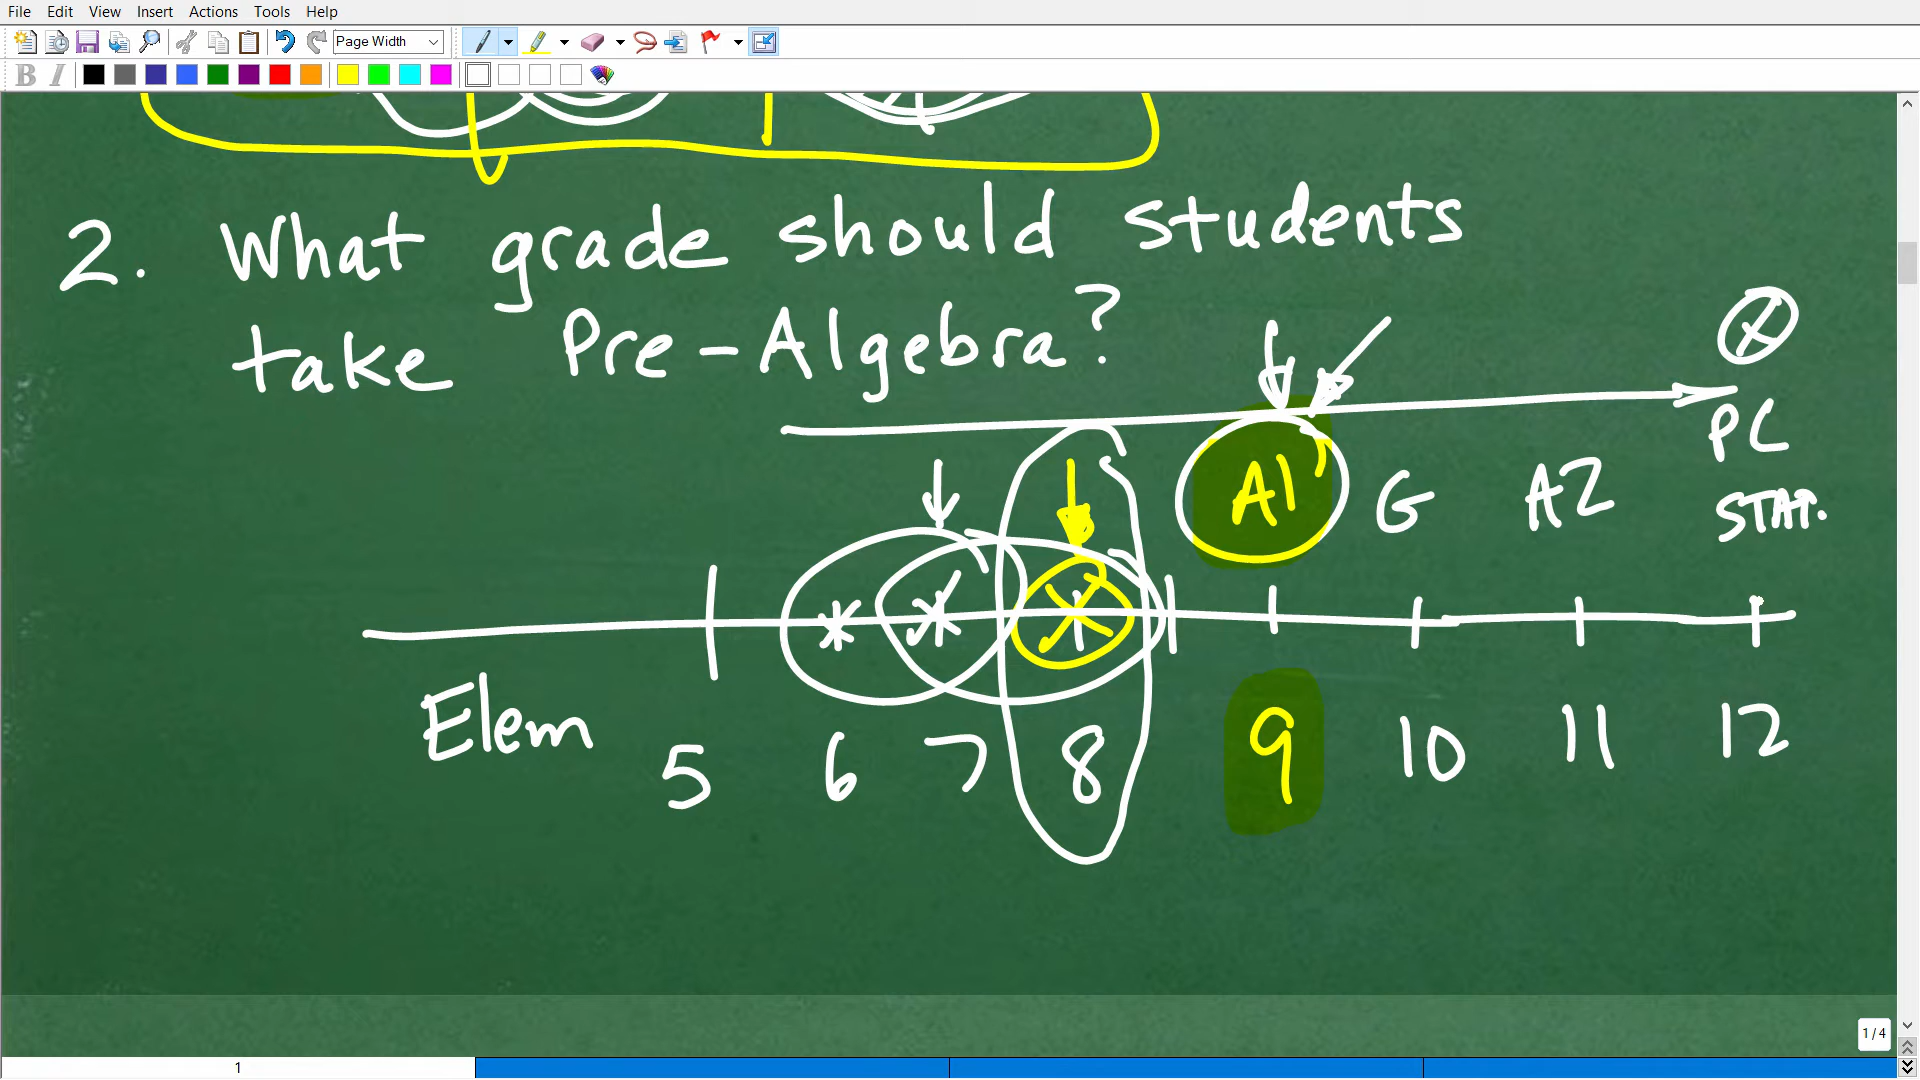 File Edit View Insert Actions Tools Help
Page Width
B I
2. What grade should students
take Pre-Algebra?
PC
A1 G A2 STAT.
Elem 5 6 7 8 9 10 11 12
1 / 4
1